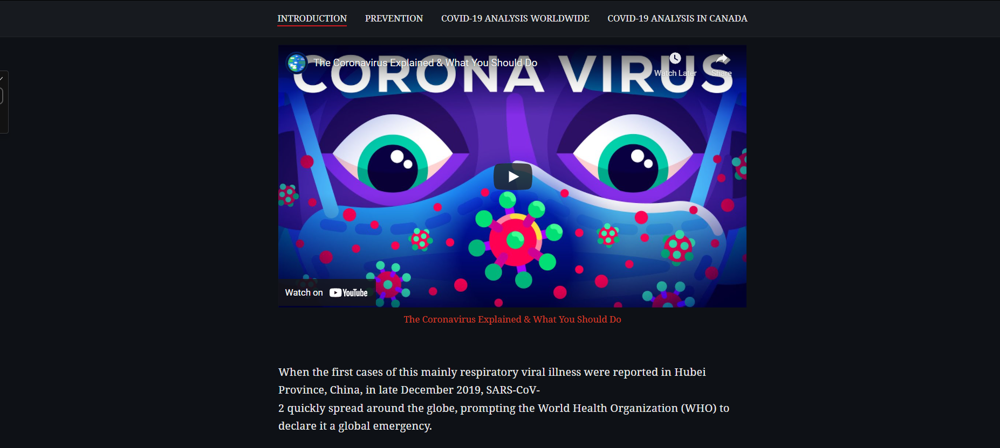 INTRODUCTION PREVENTION COVID-19 ANALYSIS WORLDWIDE COVID-19 ANALYSIS IN CANADA
CORONA VIRUS
The Coronavirus Explained & What You Should Do
Watch Later Share
Watch on YouTube
The Coronavirus Explained & What You Should Do
When the first cases of this mainly respiratory viral illness were reported in Hubei
Province, China, in late December 2019, SARS-CoV-
2 quickly spread around the globe, prompting the World Health Organization (WHO) to
declare it a global emergency.